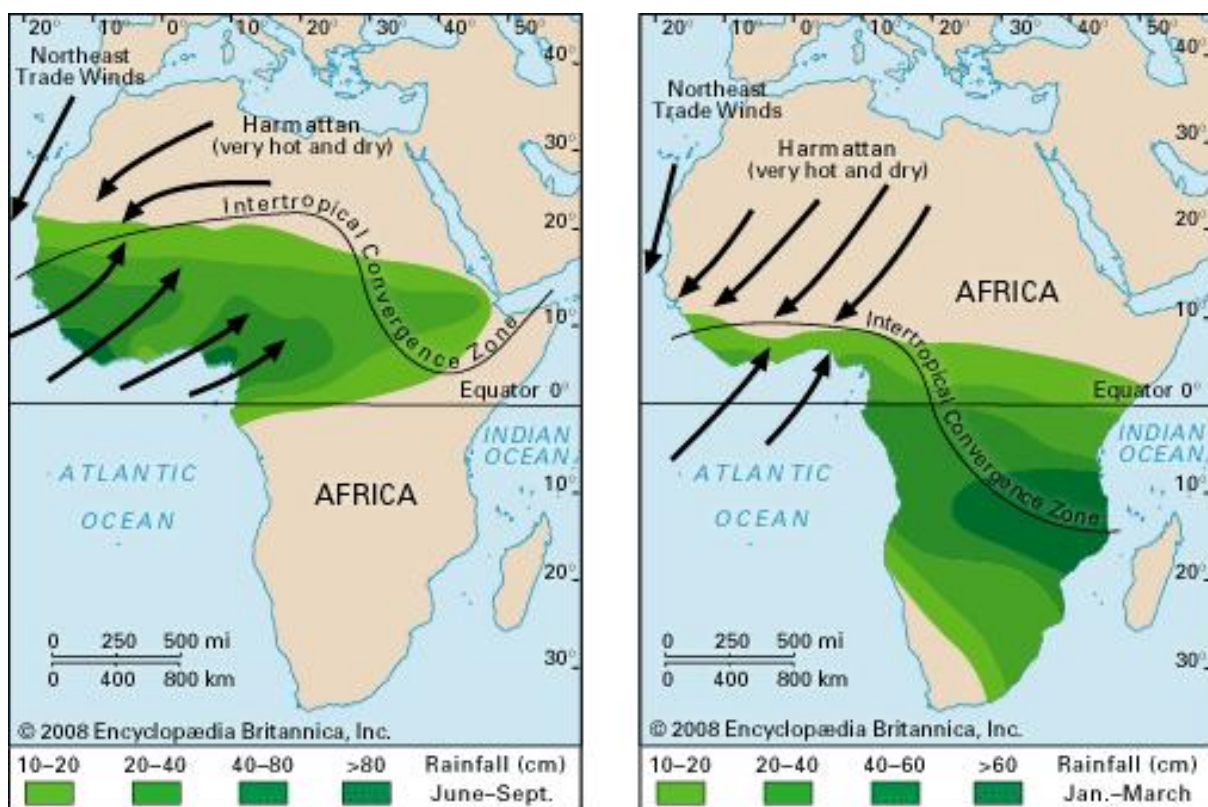 20° 10° 0° 10° 20° 30° 40° 50°
Northeast
Trade Winds
40°
Harmattan
(very hot and dry)
30°
Intertropical Convergence Zone
20°
10°
Equator 0°
INDIAN
OCEAN
ATLANTIC
OCEAN
AFRICA
10°
20°
0 250 500 mi
0 400 800 km
30°
© 2008 Encyclopædia Britannica, Inc.
10–20 20–40 40–80 >80 Rainfall (cm)
June–Sept.
20° 10° 0° 10° 20° 30° 40° 50°
40°
Northeast
Trade Winds
30°
Harmattan
(very hot and dry)
20°
AFRICA
10°
Intertropical Convergence Zone
Equator 0°
INDIAN
OCEAN
ATLANTIC
OCEAN
10°
20°
0 250 500 mi
0 400 800 km
30°
© 2008 Encyclopædia Britannica, Inc.
10–20 20–40 40–60 >60 Rainfall (cm)
Jan.–March